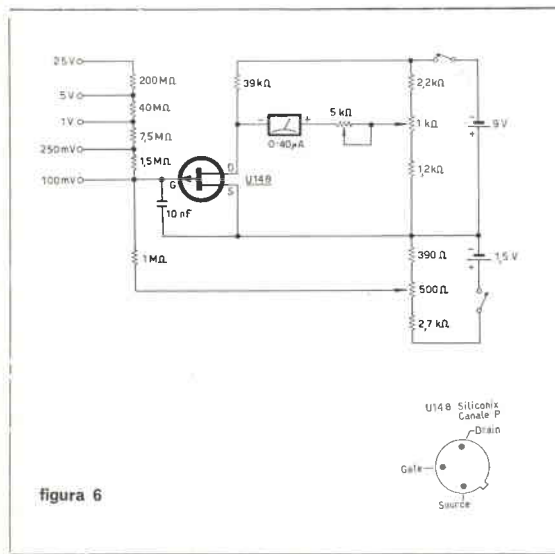 25V
200MΩ
5V
40MΩ
1V
7,5MΩ
250mV
1,5MΩ
100mV
G
D
S
U148
10 nF
1MΩ
39kΩ
- +
0-40µA
5 kΩ
2,2kΩ
1 kΩ
1,2kΩ
-
9V
+
390 Ω
500Ω
2,7 kΩ
-
1,5 V
+
U148 Siliconix
Canale P
Drain
Gate
Source
figura 6